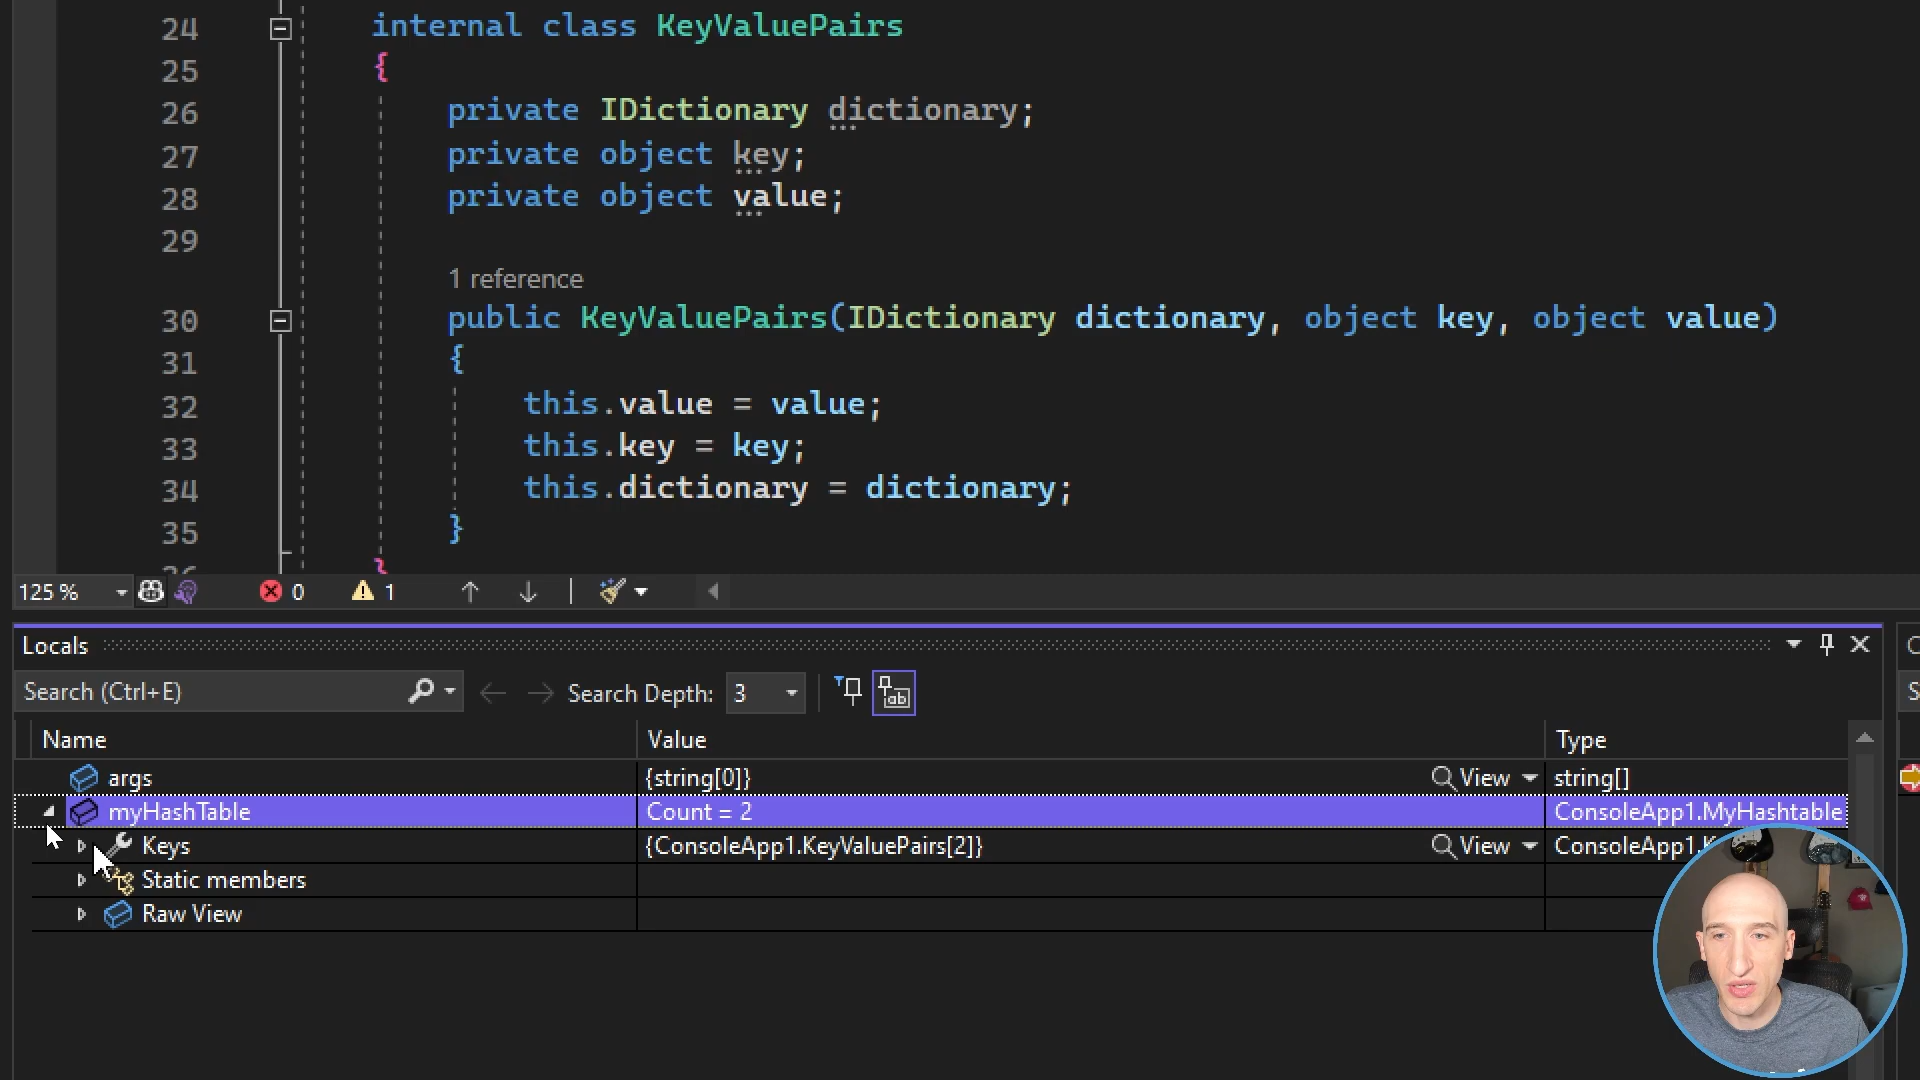 24 internal class KeyValuePairs
25 {
26 private IDictionary dictionary;
27 private object key;
28 private object value;
29
1 reference
30 public KeyValuePairs(IDictionary dictionary, object key, object value)
31 {
32 this.value = value;
33 this.key = key;
34 this.dictionary = dictionary;
35 }
}
125 % 0 1
Locals
Search (Ctrl+E) Search Depth: 3 ab
Name Value Type
args {string[0]} View string[]
myHashTable Count = 2 ConsoleApp1.MyHashtable
Keys {ConsoleApp1.KeyValuePairs[2]} View ConsoleApp1.K
Static members
Raw View